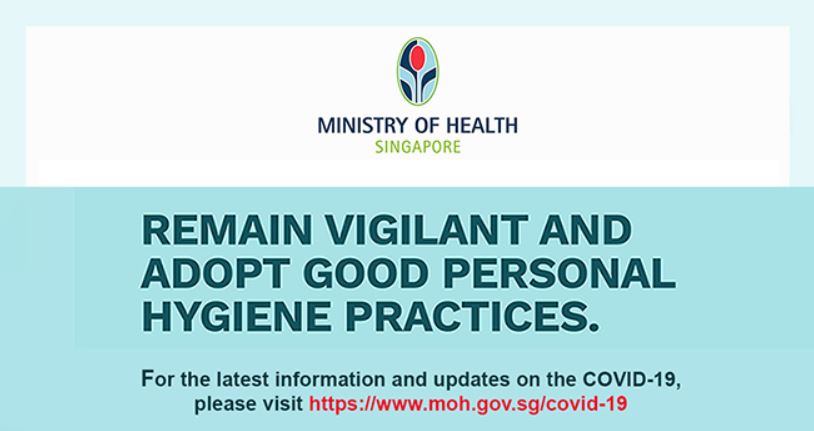 MINISTRY OF HEALTH
SINGAPORE
REMAIN VIGILANT AND
ADOPT GOOD PERSONAL
HYGIENE PRACTICES.
For the latest information and updates on the COVID-19,
please visit https://www.moh.gov.sg/covid-19